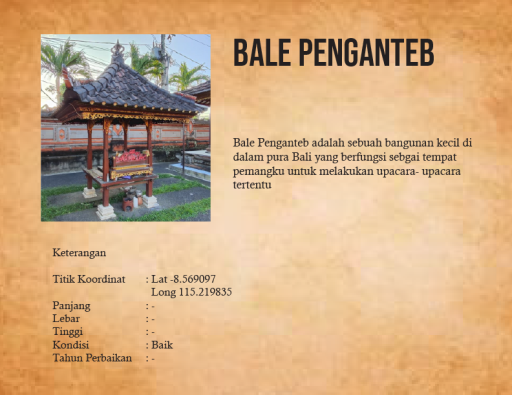 BALE PENGANTEB
Bale Penganteb adalah sebuah bangunan kecil di
dalam pura Bali yang berfungsi sebgai tempat
pemangku untuk melakukan upacara- upacara
tertentu
Keterangan
Titik Koordinat : Lat -8.569097
Long 115.219835
Panjang : -
Lebar : -
Tinggi : -
Kondisi : Baik
Tahun Perbaikan : -